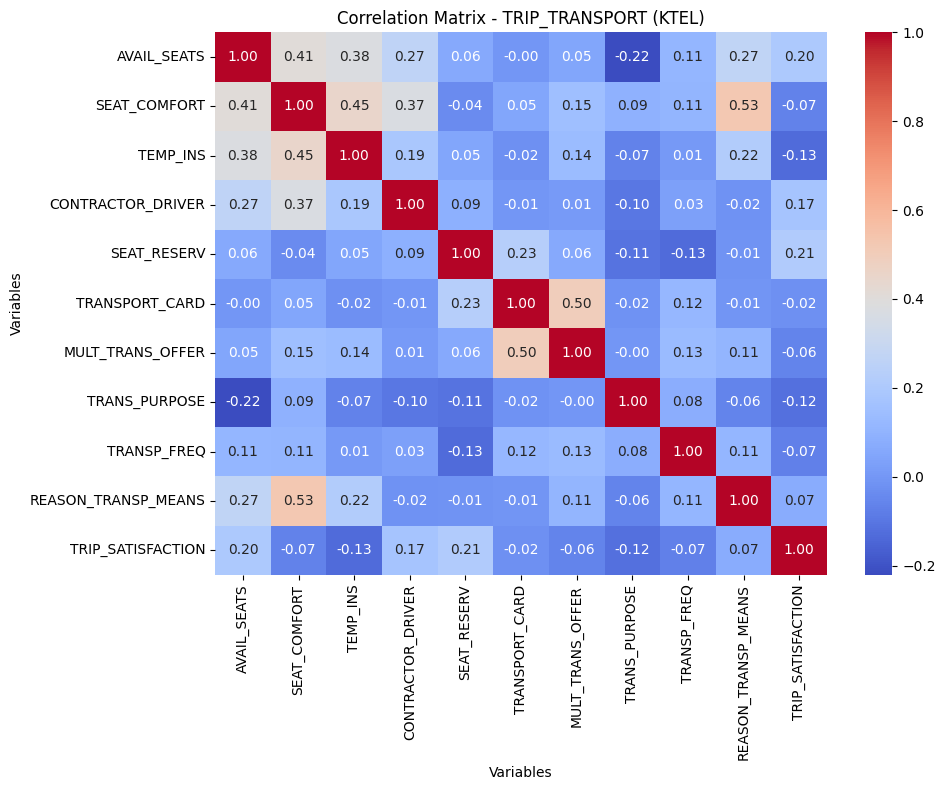 Correlation Matrix - TRIP_TRANSPORT (KTEL)
AVAIL_SEATS 1.00 0.41 0.38 0.27 0.06 -0.00 0.05 -0.22 0.11 0.27 0.20
SEAT_COMFORT 0.41 1.00 0.45 0.37 -0.04 0.05 0.15 0.09 0.11 0.53 -0.07
TEMP_INS 0.38 0.45 1.00 0.19 0.05 -0.02 0.14 -0.07 0.01 0.22 -0.13
CONTRACTOR_DRIVER 0.27 0.37 0.19 1.00 0.09 -0.01 0.01 -0.10 0.03 -0.02 0.17
SEAT_RESERV 0.06 -0.04 0.05 0.09 1.00 0.23 0.06 -0.11 -0.13 -0.01 0.21
TRANSPORT_CARD -0.00 0.05 -0.02 -0.01 0.23 1.00 0.50 -0.02 0.12 -0.01 -0.02
MULT_TRANS_OFFER 0.05 0.15 0.14 0.01 0.06 0.50 1.00 -0.00 0.13 0.11 -0.06
TRANS_PURPOSE -0.22 0.09 -0.07 -0.10 -0.11 -0.02 -0.00 1.00 0.08 -0.06 -0.12
TRANSP_FREQ 0.11 0.11 0.01 0.03 -0.13 0.12 0.13 0.08 1.00 0.11 -0.07
REASON_TRANSP_MEANS 0.27 0.53 0.22 -0.02 -0.01 -0.01 0.11 -0.06 0.11 1.00 0.07
TRIP_SATISFACTION 0.20 -0.07 -0.13 0.17 0.21 -0.02 -0.06 -0.12 -0.07 0.07 1.00
Variables
AVAIL_SEATS
SEAT_COMFORT
TEMP_INS
CONTRACTOR_DRIVER
SEAT_RESERV
TRANSPORT_CARD
MULT_TRANS_OFFER
TRANS_PURPOSE
TRANSP_FREQ
REASON_TRANSP_MEANS
TRIP_SATISFACTION
Variables
1.0
0.8
0.6
0.4
0.2
0.0
−0.2